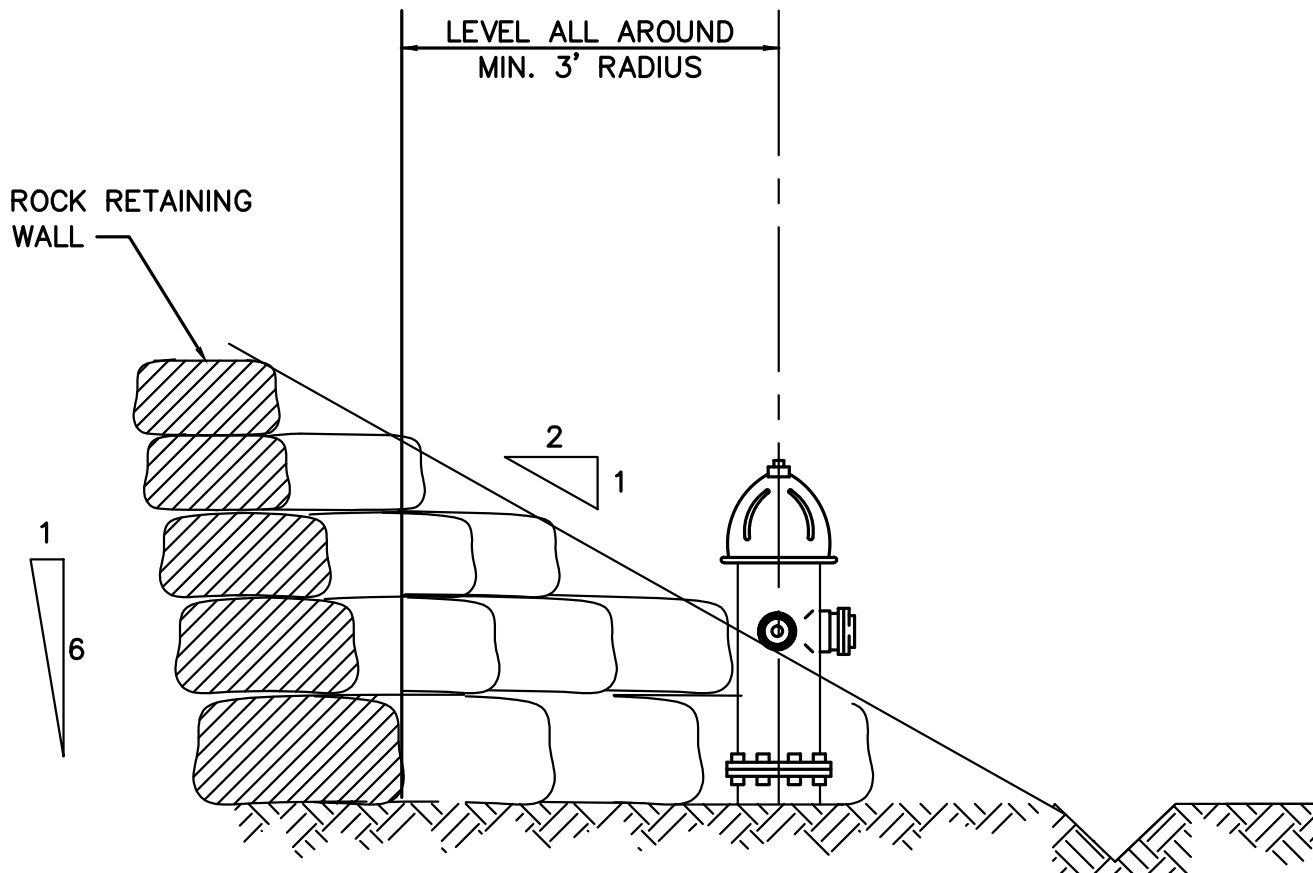 LEVEL ALL AROUND
MIN. 3' RADIUS
ROCK RETAINING
WALL
2
1
1
6